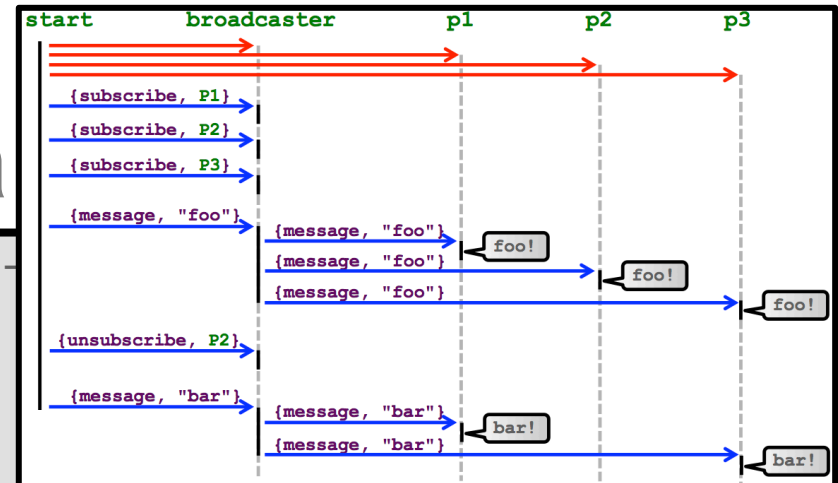 start broadcaster p1 p2 p3
{subscribe, P1}
{subscribe, P2}
{subscribe, P3}
{message, "foo"}
{message, "foo"}
foo!
{message, "foo"}
foo!
{message, "foo"}
foo!
{unsubscribe, P2}
{message, "bar"}
{message, "bar"}
bar!
{message, "bar"}
bar!